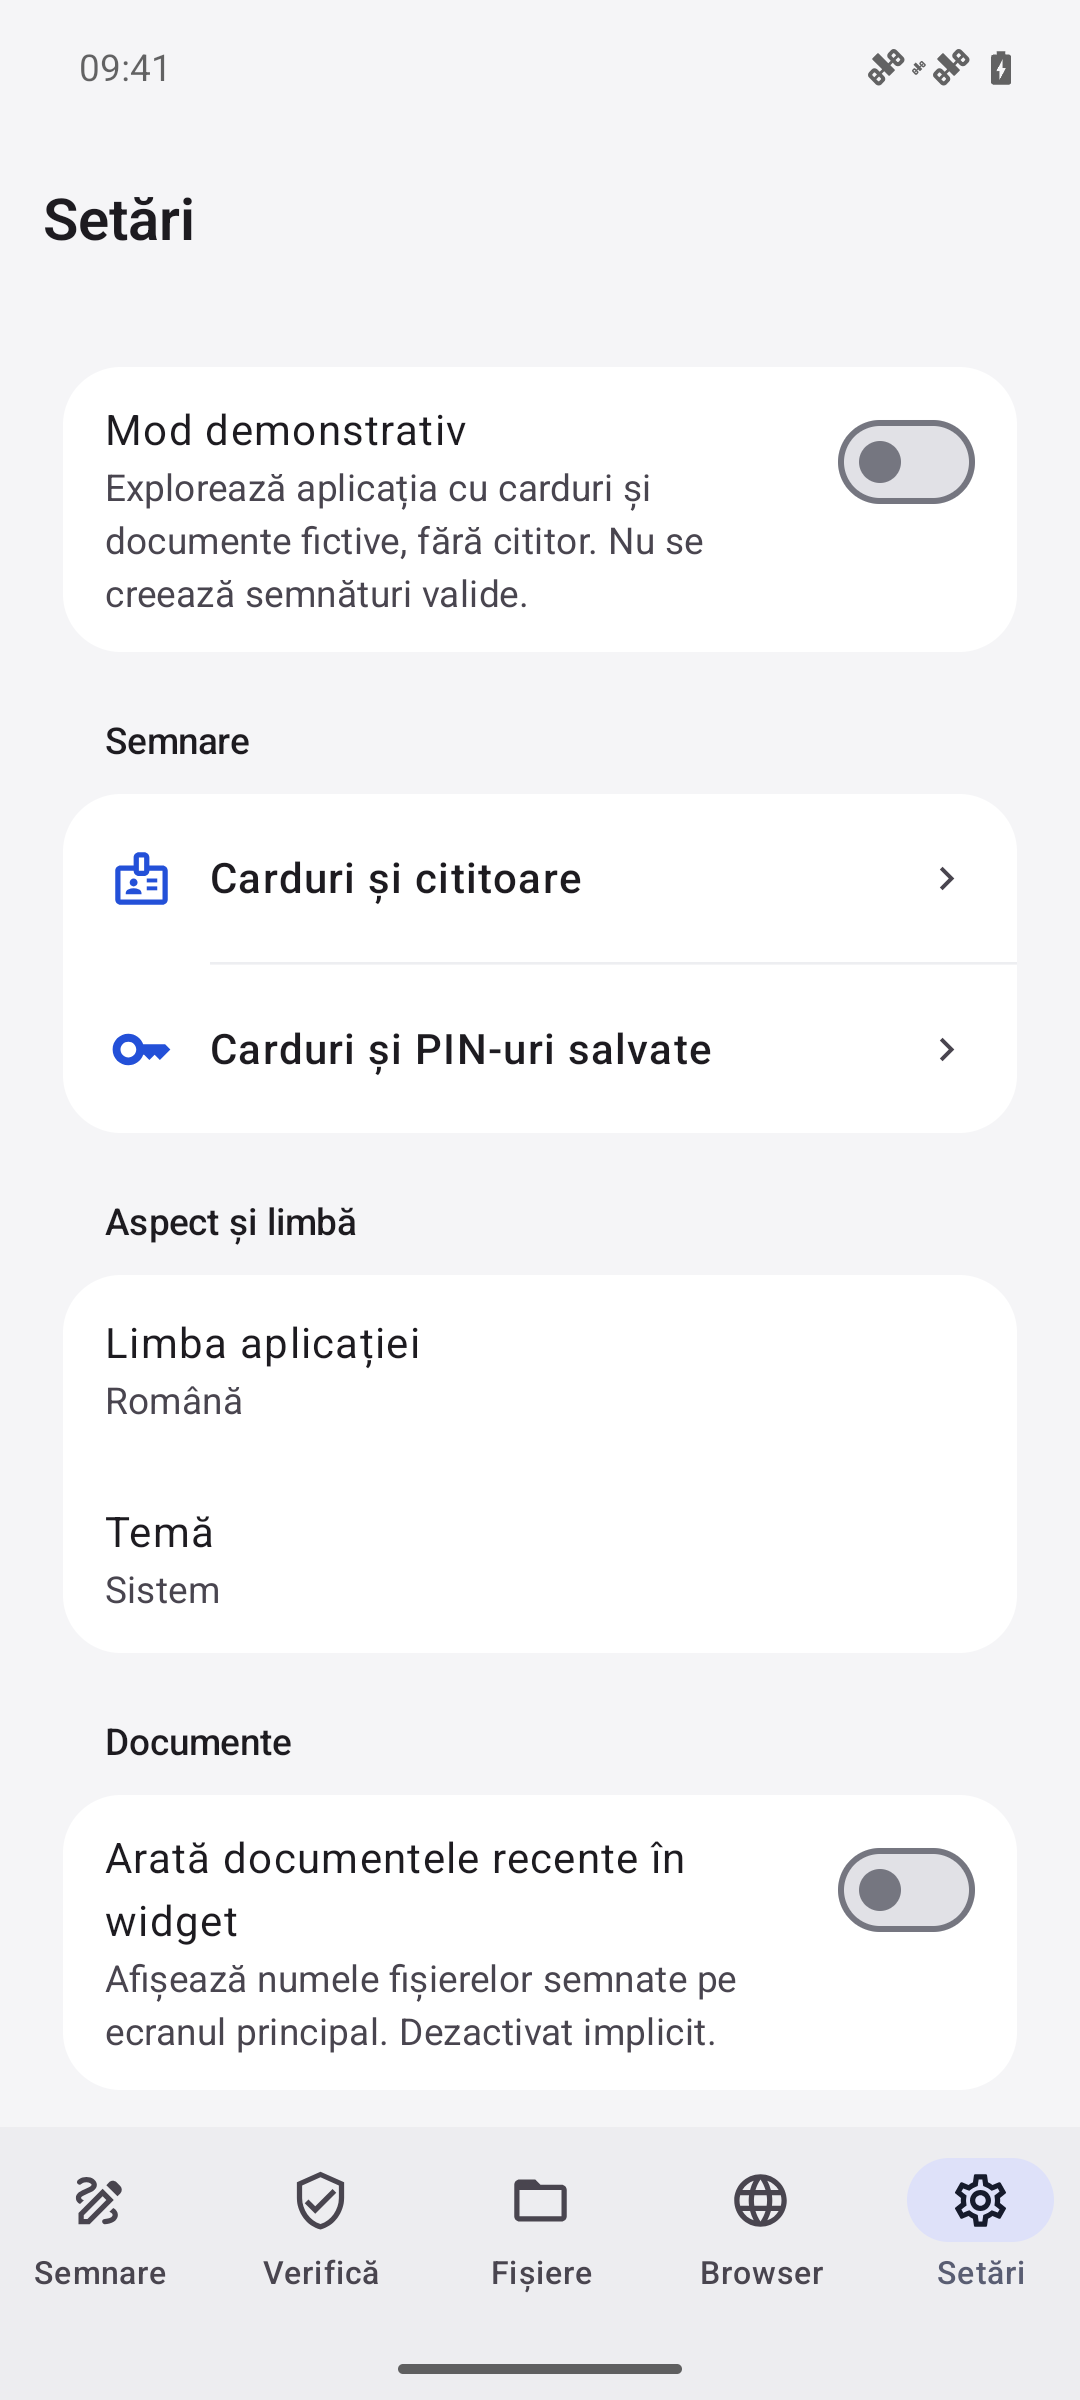 09:41
Setări
Mod demonstrativ
Explorează aplicația cu carduri și
documente fictive, fără cititor. Nu se
creează semnături valide.
Semnare
Carduri și cititoare
Carduri și PIN-uri salvate
Aspect și limbă
Limba aplicației
Română
Temă
Sistem
Documente
Arată documentele recente în
widget
Afișează numele fișierelor semnate pe
ecranul principal. Dezactivat implicit.
Semnare
Verifică
Fișiere
Browser
Setări